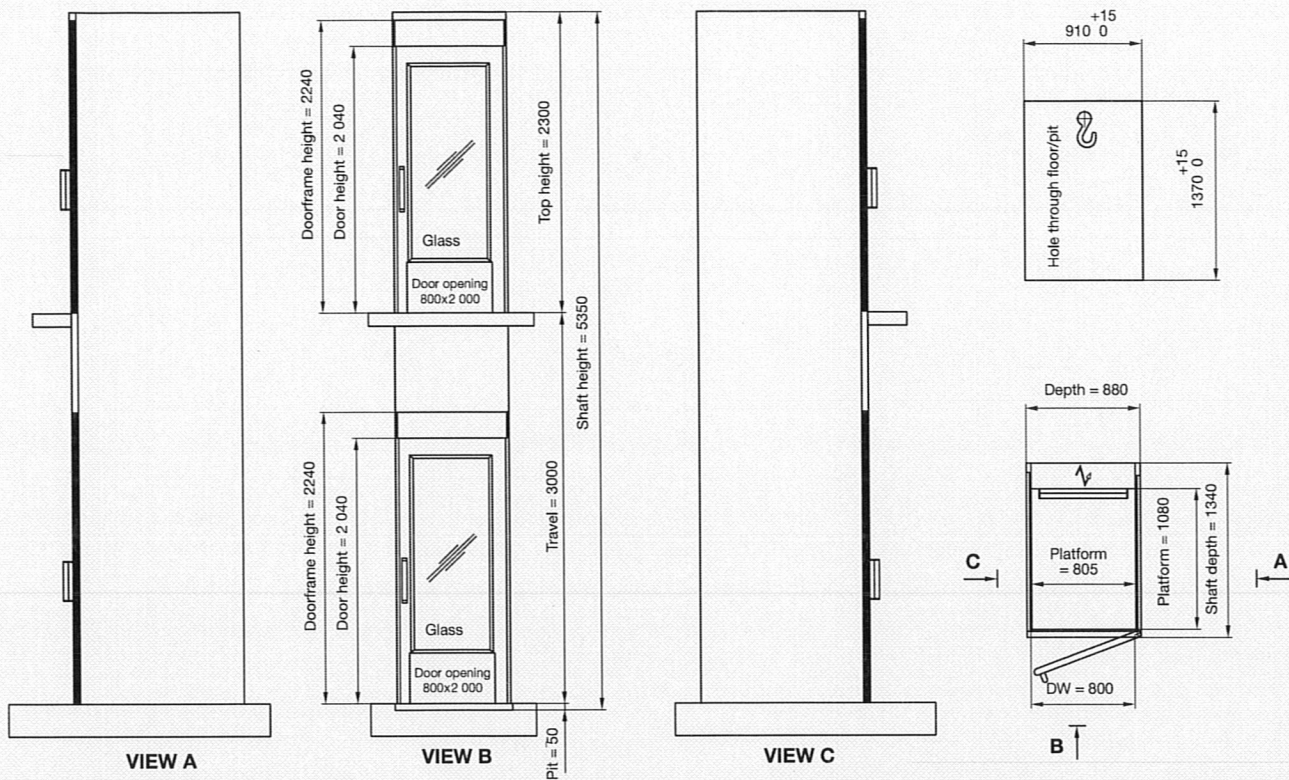 Doorframe height = 2240
Door height = 2 040
Glass
Door opening
800x2 000
Top height = 2300
Shaft height = 5350
Doorframe height = 2240
Door height = 2 040
Glass
Door opening
800x2 000
Travel = 3000
Pit = 50
VIEW A
VIEW B
VIEW C
910 +15 0
Hole through floor/pit
1370 +15 0
Depth = 880
Platform
= 805
Platform = 1080
Shaft depth = 1340
C
A
DW = 800
B